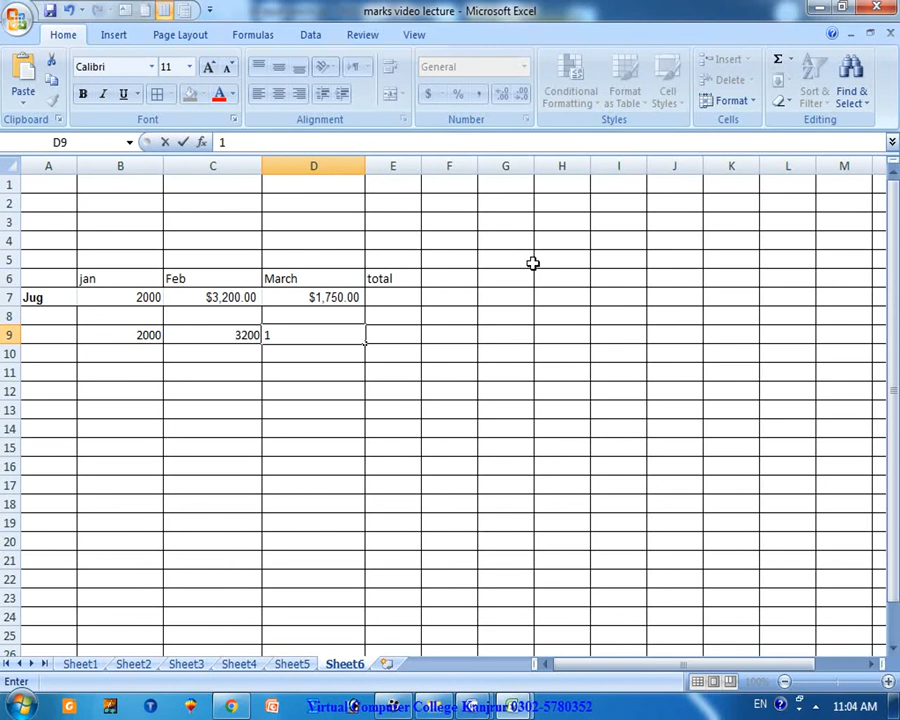 marks video lecture - Microsoft Excel
Home Insert Page Layout Formulas Data Review View
Paste
Calibri 11
B I U
General
$ % ,
Conditional Formatting
Format as Table
Cell Styles
Insert
Delete
Format
Sort & Filter
Find & Select
Clipboard Font Alignment Number Styles Cells Editing
D9 fx 1
A B C D E F G H I J K L M
1
2
3
4
5
6 jan Feb March total
7 Jug 2000 $3,200.00 $1,750.00
8
9 2000 3200 1
10
11
12
13
14
15
16
17
18
19
20
21
22
23
24
25
26
Sheet1 Sheet2 Sheet3 Sheet4 Sheet5 Sheet6
Enter 100%
Virtual Computer College Kanjrur 0302-5780352
EN 11:04 AM